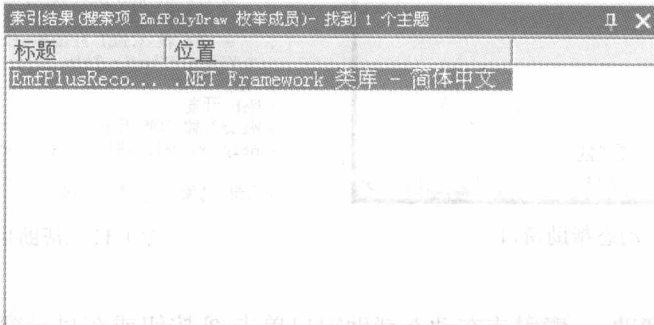 索引结果(搜索项 EmfPolyDraw 枚举成员)- 找到 1 个主题
标题 位置
EmfPlusReco... .NET Framework 类库 - 简体中文